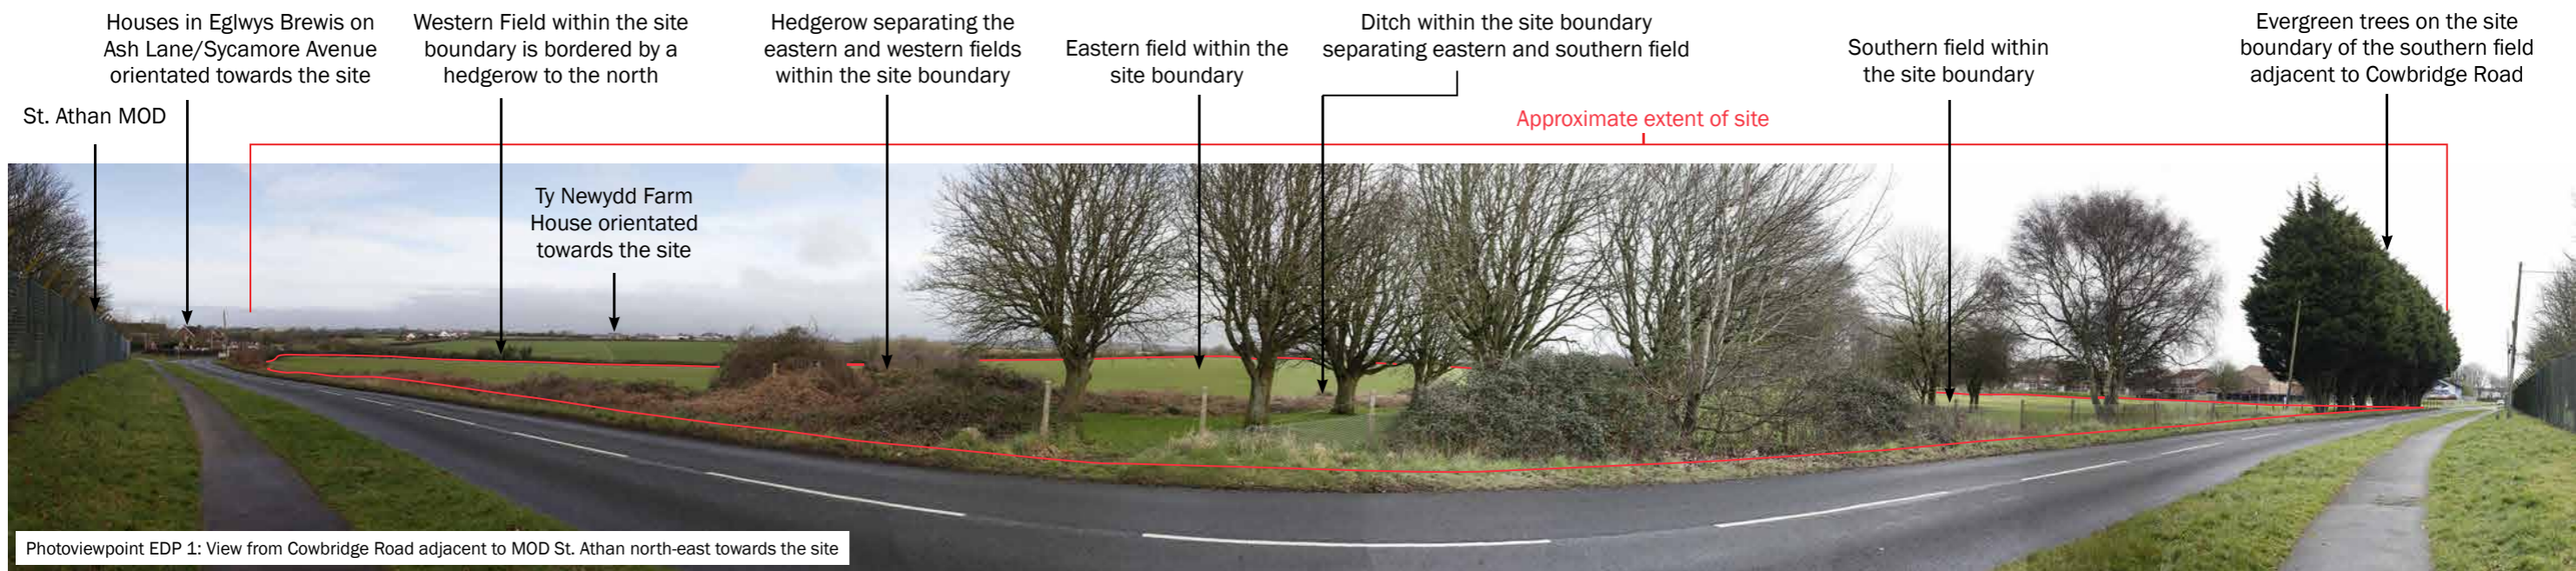 Houses in Eglwys Brewis on
Ash Lane/Sycamore Avenue
orientated towards the site
Western Field within the site
boundary is bordered by a
hedgerow to the north
Hedgerow separating the
eastern and western fields
within the site boundary
Eastern field within the
site boundary
Ditch within the site boundary
separating eastern and southern field
Southern field within
the site boundary
Evergreen trees on the site
boundary of the southern field
adjacent to Cowbridge Road
St. Athan MOD
Approximate extent of site
Ty Newydd Farm
House orientated
towards the site
Photoviewpoint EDP 1: View from Cowbridge Road adjacent to MOD St. Athan north-east towards the site